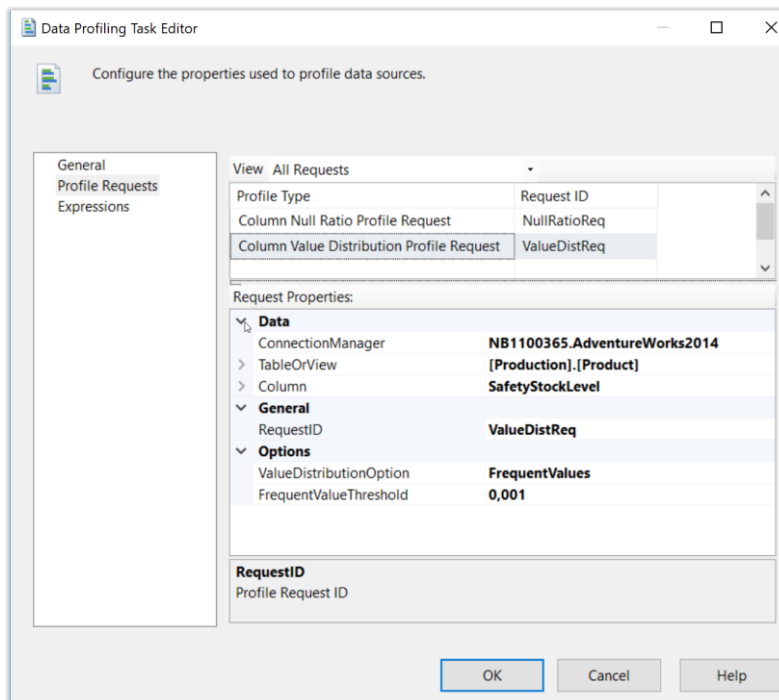 Data Profiling Task Editor
Configure the properties used to profile data sources.
General
Profile Requests
Expressions
View All Requests
Profile Type Request ID
Column Null Ratio Profile Request NullRatioReq
Column Value Distribution Profile Request ValueDistReq
Request Properties:
Data
ConnectionManager NB1100365.AdventureWorks2014
TableOrView [Production].[Product]
Column SafetyStockLevel
General
RequestID ValueDistReq
Options
ValueDistributionOption FrequentValues
FrequentValueThreshold 0,001
RequestID
Profile Request ID
OK Cancel Help